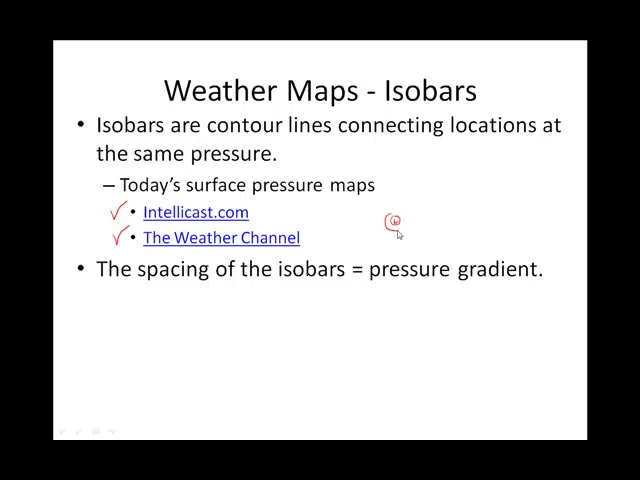 Weather Maps - Isobars
• Isobars are contour lines connecting locations at
the same pressure.
– Today's surface pressure maps
• Intellicast.com
• The Weather Channel
• The spacing of the isobars = pressure gradient.